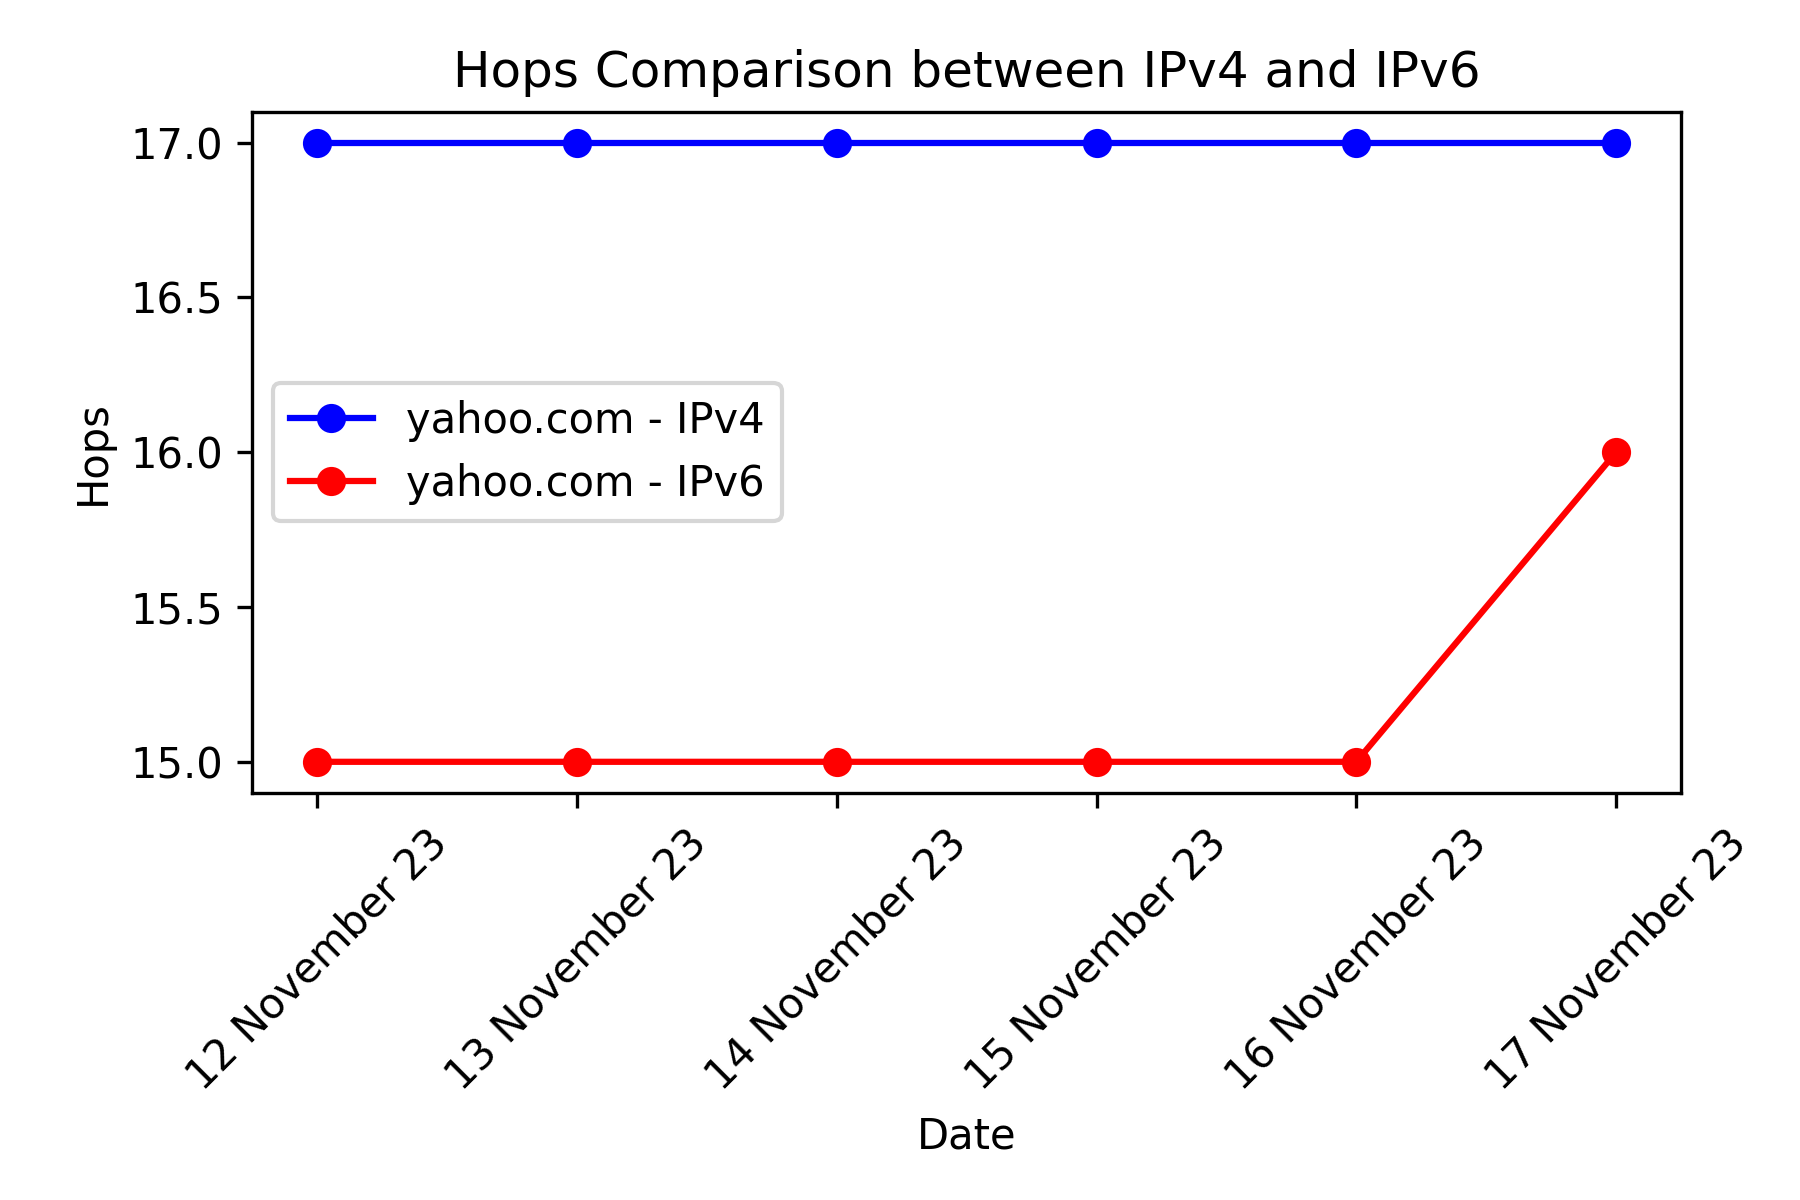 Hops Comparison between IPv4 and IPv6
17.0
16.5
16.0
15.5
15.0
Hops
yahoo.com - IPv4
yahoo.com - IPv6
12 November 23
13 November 23
14 November 23
15 November 23
16 November 23
17 November 23
Date